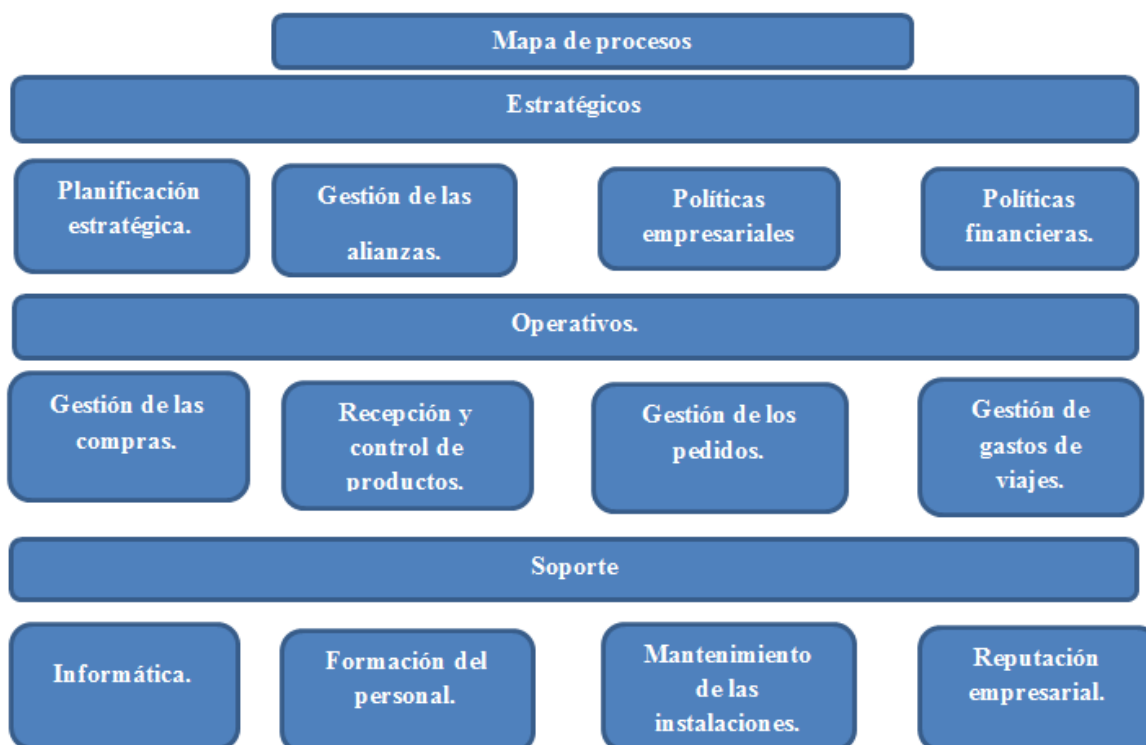 Mapa de procesos
Estratégicos
Planificación
estratégica.
Gestión de las
alianzas.
Políticas
empresariales
Políticas
financieras.
Operativos.
Gestión de las
compras.
Recepción y
control de
productos.
Gestión de los
pedidos.
Gestión de
gastos de
viajes.
Soporte
Informática.
Formación del
personal.
Mantenimiento
de las
instalaciones.
Reputación
empresarial.